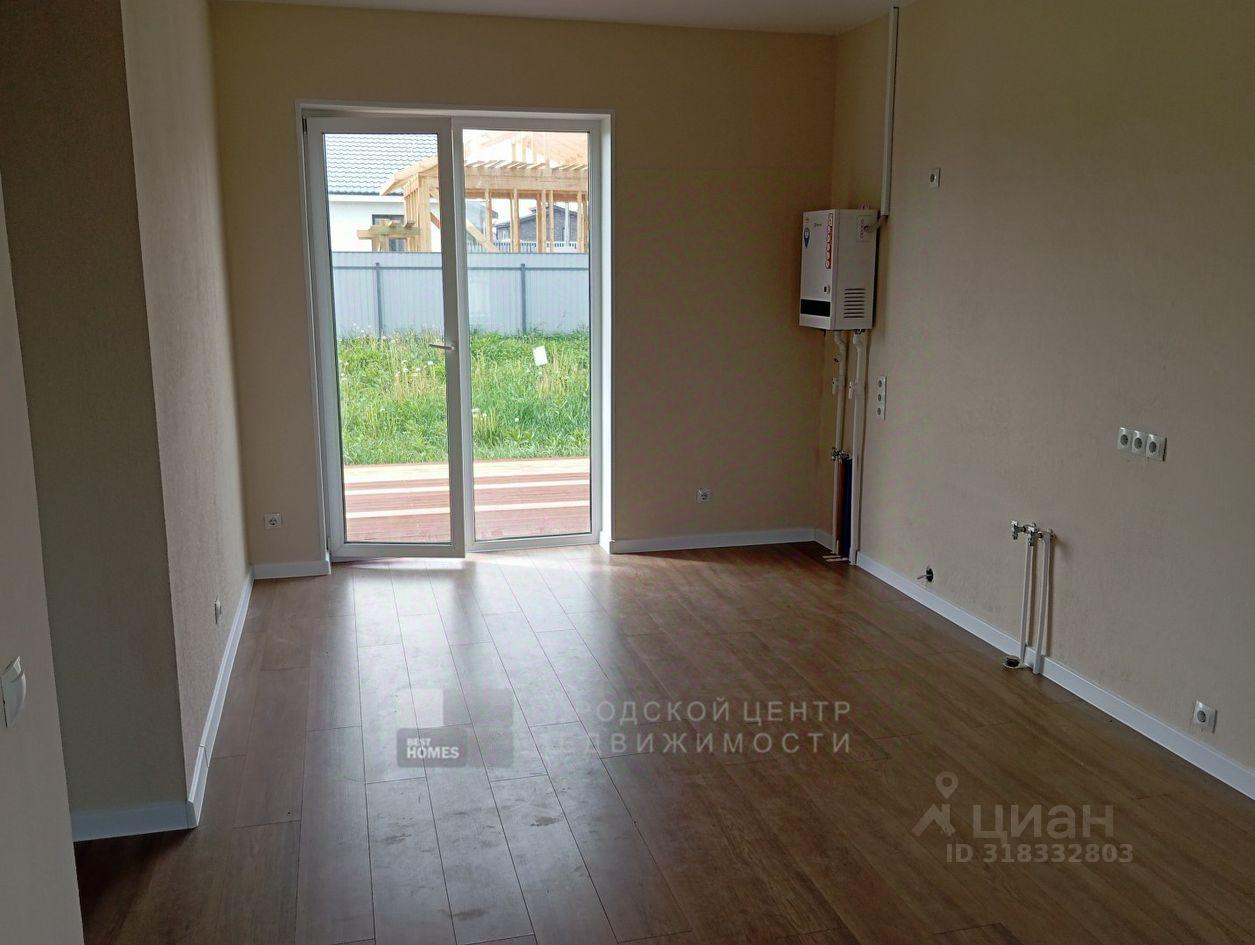 РОДСКОЙ ЦЕНТР
BEST
HOMES
ЕДВИЖИМОСТИ
циан
ID 318332803